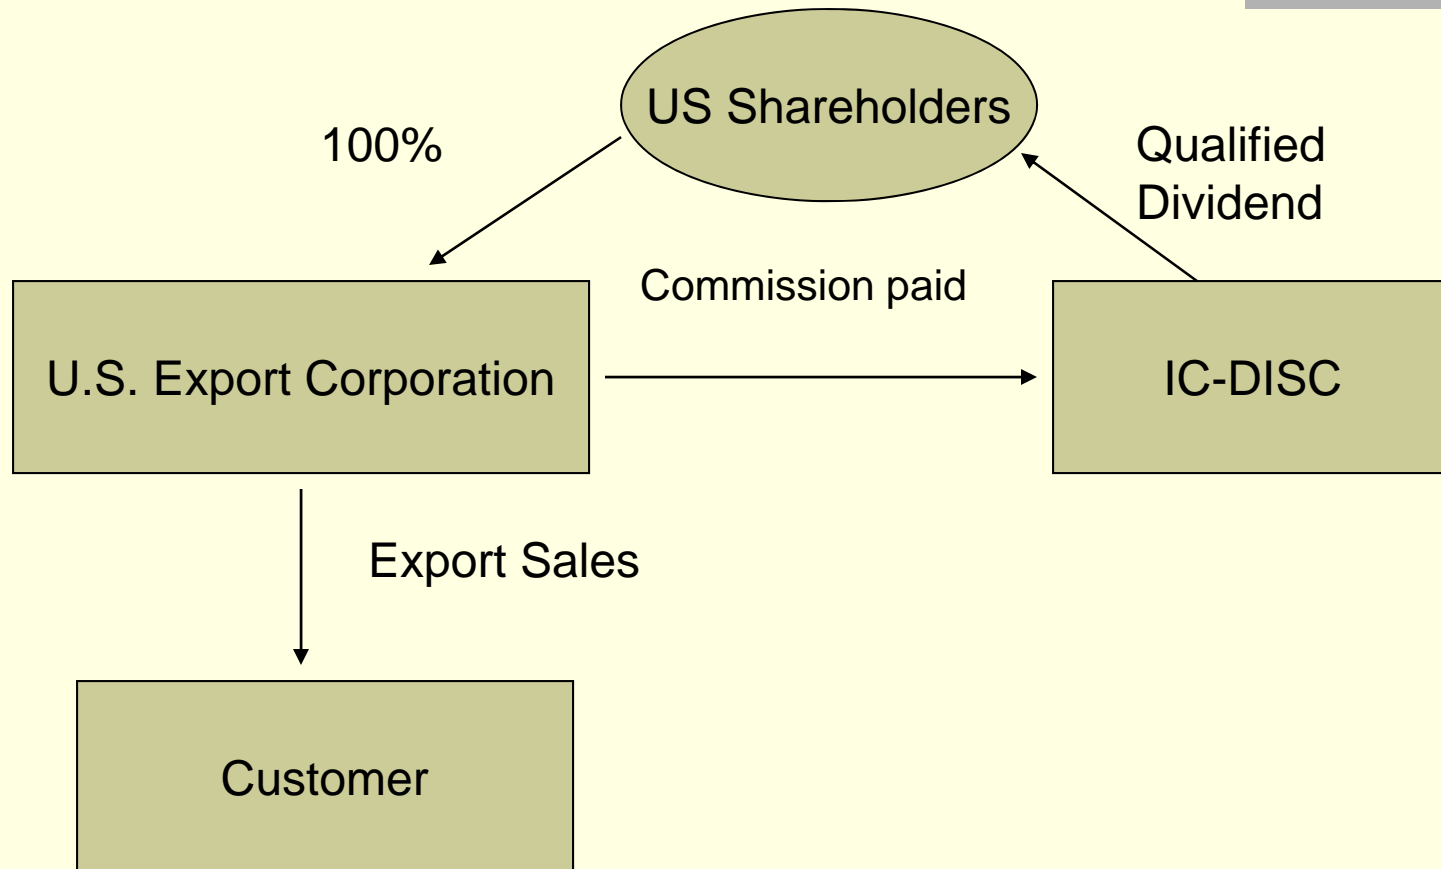 US Shareholders
100%
Qualified
Dividend
Commission paid
U.S. Export Corporation
IC-DISC
Export Sales
Customer